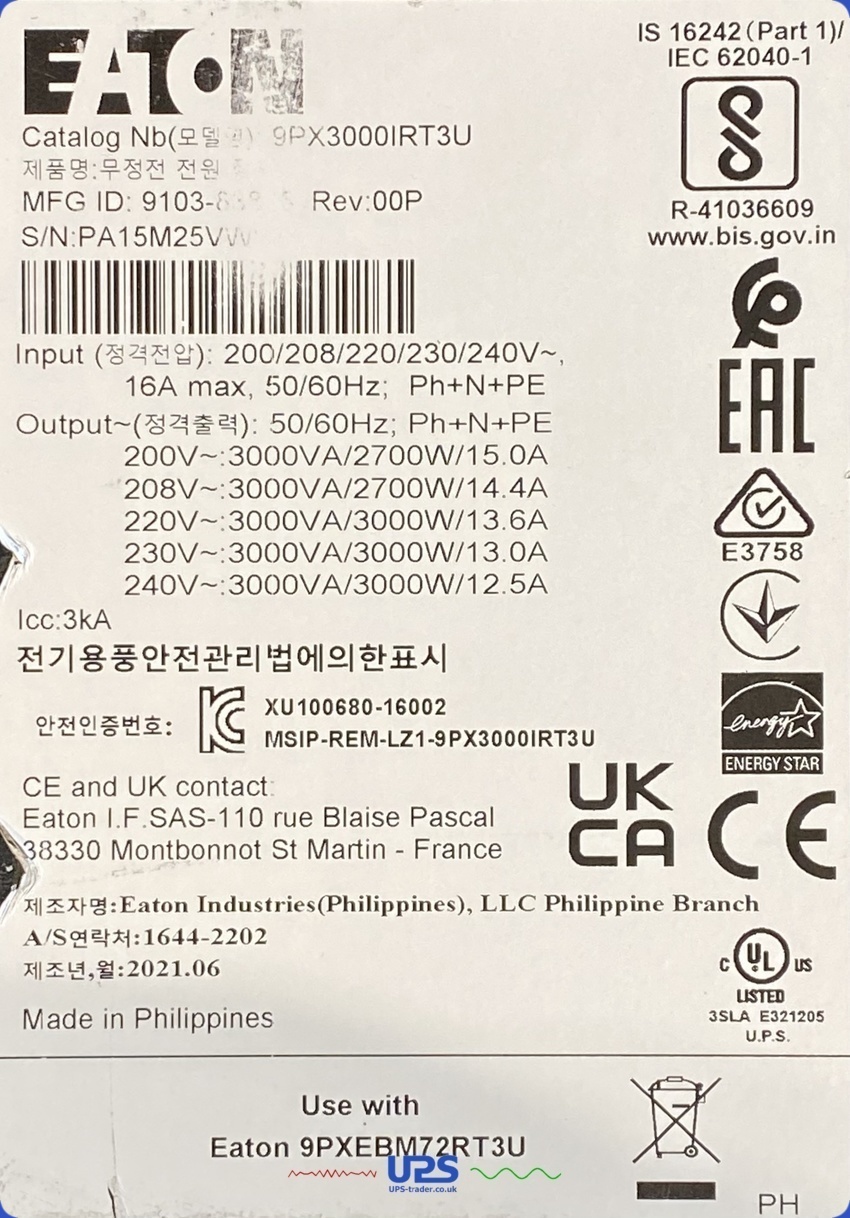 EATON
IS 16242 (Part 1)/
IEC 62040-1
Catalog Nb(모델명) 9PX3000IRT3U
제품명:무정전 전원
MFG ID: 9103- Rev:00P
S/N:PA15M25V
R-41036609
www.bis.gov.in
Input (정격전압): 200/208/220/230/240V~,
16A max, 50/60Hz; Ph+N+PE
Output~(정격출력): 50/60Hz; Ph+N+PE
200V~:3000VA/2700W/15.0A
208V~:3000VA/2700W/14.4A
220V~:3000VA/3000W/13.6A
230V~:3000VA/3000W/13.0A
240V~:3000VA/3000W/12.5A
EAC
E3758
Icc:3kA
전기용품안전관리법에의한표시
안전인증번호:
XU100680-16002
MSIP-REM-LZ1-9PX3000IRT3U
energy
ENERGY STAR
CE and UK contact:
Eaton I.F.SAS-110 rue Blaise Pascal
38330 Montbonnot St Martin - France
UK
CA
CE
제조자명:Eaton Industries(Philippines), LLC Philippine Branch
A/S연락처:1644-2202
제조년,월:2021.06
Made in Philippines
C UL US
LISTED
3SLA E321205
U.P.S.
Use with
Eaton 9PXEBM72RT3U
UPS
UPS-trader.co.uk
PH